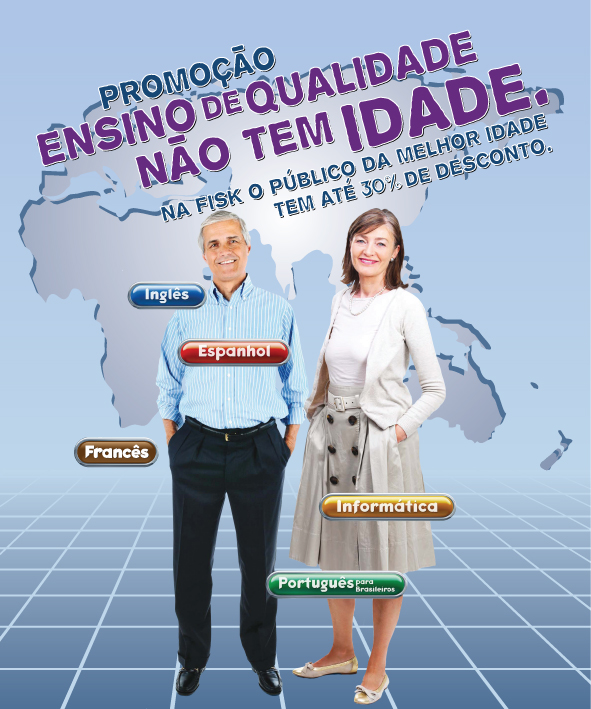 PROMOÇÃO
ENSINO DE QUALIDADE
NÃO TEM IDADE.
NA FISK O PÚBLICO DA MELHOR IDADE
TEM ATÉ 30% DE DESCONTO.
Inglês
Espanhol
Francês
Informática
Português para
Brasileiros